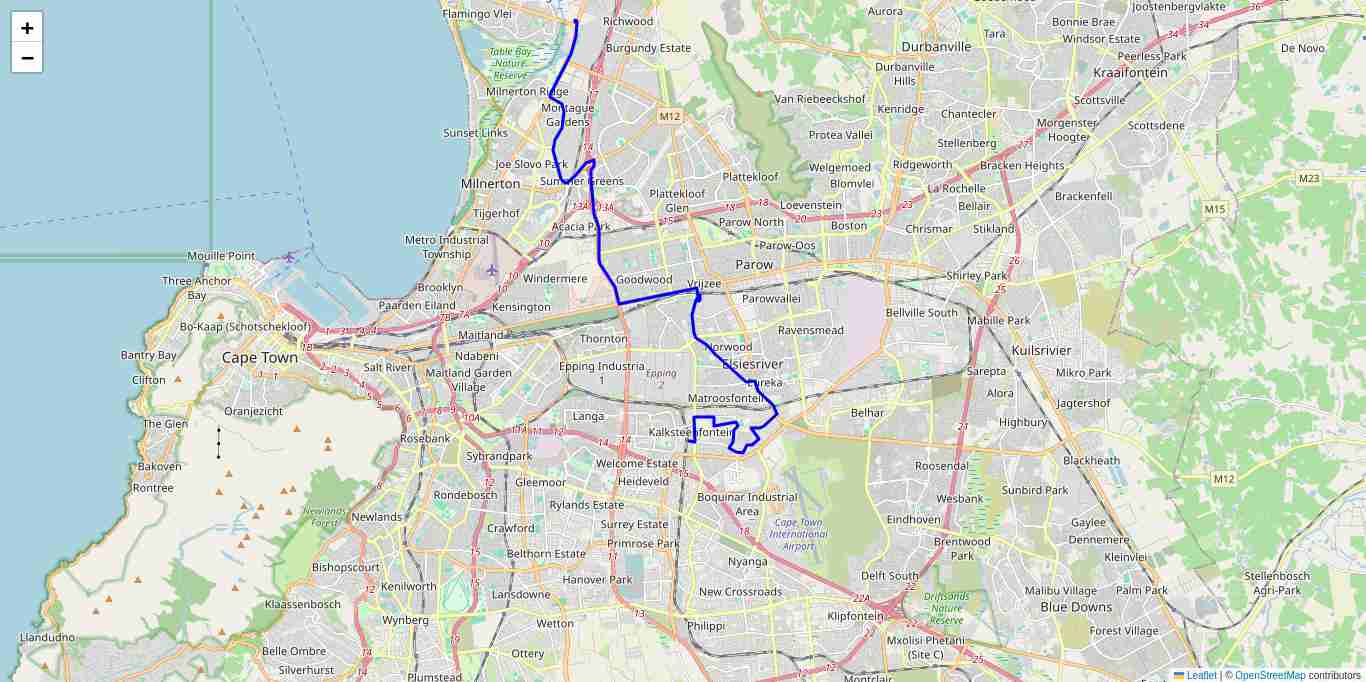 +
−
Flamingo Vlei
Richwood
Aurora
Joostenbergvlakte
Bonnie Brae
Tara
Windsor Estate
De Novo
Burgundy Estate
Durbanville
Table Bay
Nature
Reserve
Peerless Park
Durbanville
Hills
Kraaifontein
Milnerton Ridge
Van Riebeeckshof
Scottsville
Montague
Gardens
M12
Kenridge
Chantecler
Morgenster
Hoogte
Scottsdene
Sunset Links
Protea Vallei
Stellenberg
Joe Slovo Park
Welgemoed
Ridgeworth
Bracken Heights
Milnerton
Summer Greens
Plattekloof
Blomvlei
M23
Plattekloof
Glen
La Rochelle
Brackenfell
Tijgerhof
Loevenstein
Bellair
M15
Acacia Park
Parow North
Boston
Chrismar
Stikland
Metro Industrial
Township
Parow-Oos
Mouille Point
Parow
Three Anchor
Bay
Windermere
Goodwood
Vrijzee
Shirley Park
Brooklyn
Paarden Eiland
Kensington
Parowvallei
Bellville South
Mabille Park
Bo-Kaap (Schotschekloof)
Maitland
Thornton
Ravensmead
Cape Town
Bantry Bay
Ndabeni
Norwood
Kuilsrivier
Salt River
Maitland Garden
Village
Epping Industria
1
Epping
2
Elsiesriver
Sarepta
Mikro Park
Clifton
Eureka
Oranjezicht
Matroosfontein
Alora
Jagtershof
The Glen
Langa
Belhar
Highbury
Rosebank
Kalksteenfontein
Sybrandpark
Welcome Estate
Blackheath
Bakoven
Roosendal
M12
Rontree
Gleemoor
Heideveld
Rondebosch
Boquinar Industrial
Area
Wesbank
Sunbird Park
Newlands
Forest
Newlands
Rylands Estate
Crawford
Surrey Estate
Cape Town
International
Airport
Eindhoven
Gaylee
Dennemere
Primrose Park
Brentwood
Park
Belthorn Estate
Kleinvlei
Bishopscourt
Nyanga
Hanover Park
Delft South
Stellenbosch
Agri-Park
Kenilworth
Lansdowne
New Crossroads
Malibu Village
Palm Park
Klaassenbosch
Driftsands
Nature
Reserve
Blue Downs
Wynberg
Wetton
Philippi
Klipfontein
Forest Village
Llandudno
Belle Ombre
Ottery
Mxolisi Phetani
(Site C)
Silverhurst
Plumstead
Montclair
Leaflet | © OpenStreetMap contributors